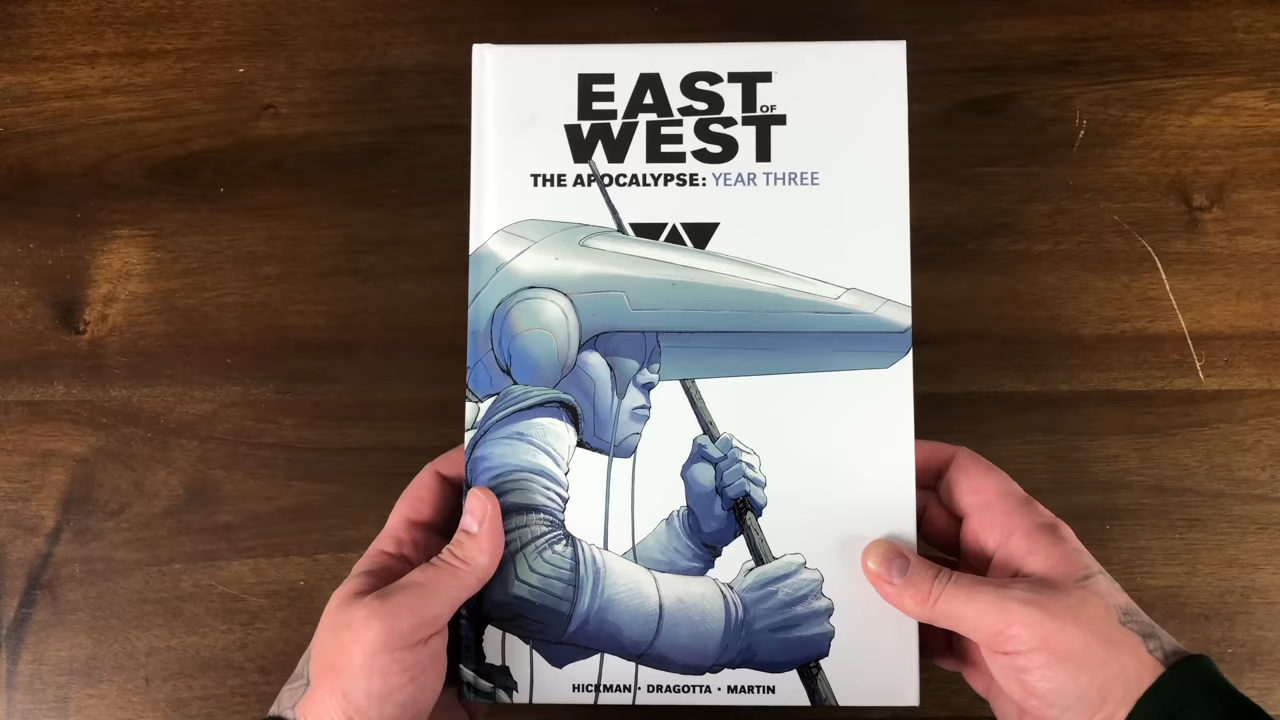 EAST OF
WEST
THE APOCALYPSE: YEAR THREE
HICKMAN · DRAGOTTA · MARTIN